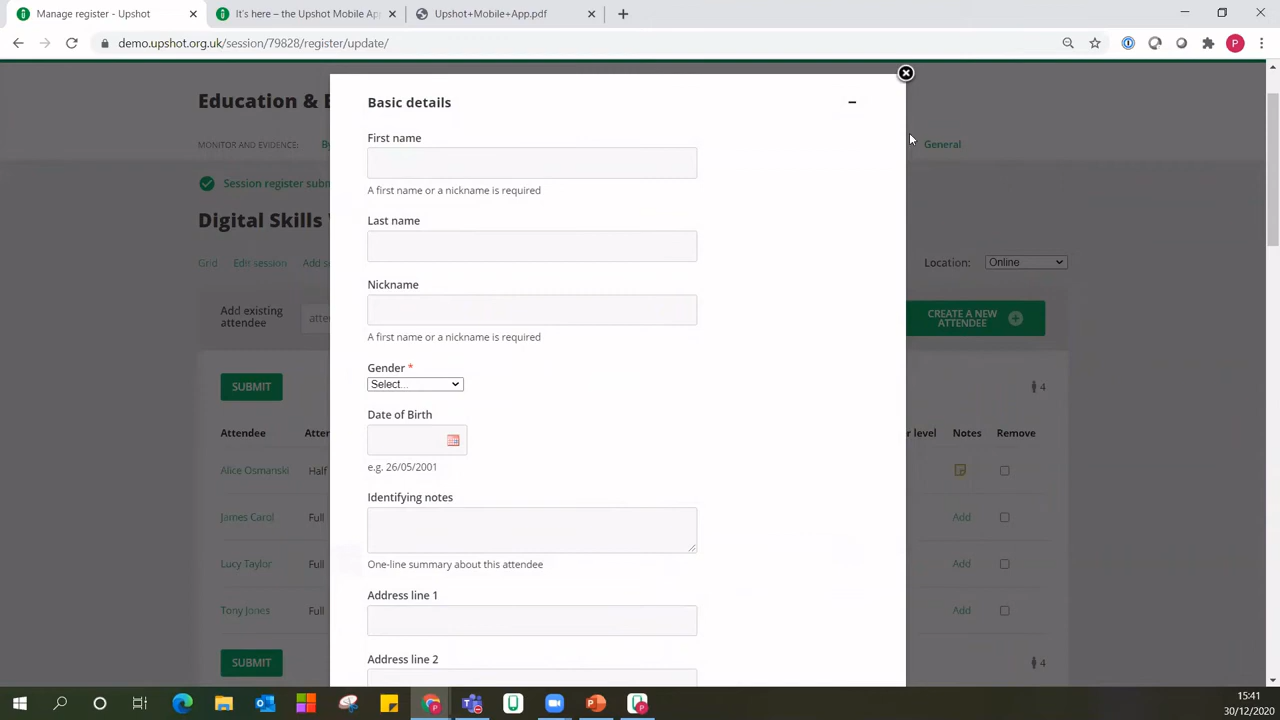 Manage register - Upshot
It's here – the Upshot Mobile Ap
Upshot+Mobile+App.pdf
demo.upshot.org.uk/session/79828/register/update/
P
Education & E
MONITOR AND EVIDENCE:
General
Session register subm
Digital Skills
Grid
Edit session
Add s
Location:
Online
Add existing
attendee
atte
CREATE A NEW
ATTENDEE
SUBMIT
4
Attendee
Atten
r level
Notes
Remove
Alice Osmanski
Half
James Carol
Full
Add
Lucy Taylor
Full
Add
Tony Jones
Full
Add
SUBMIT
4
Basic details
First name
A first name or a nickname is required
Last name
Nickname
A first name or a nickname is required
Gender *
Select...
Date of Birth
e.g. 26/05/2001
Identifying notes
One-line summary about this attendee
Address line 1
Address line 2
15:41
30/12/2020